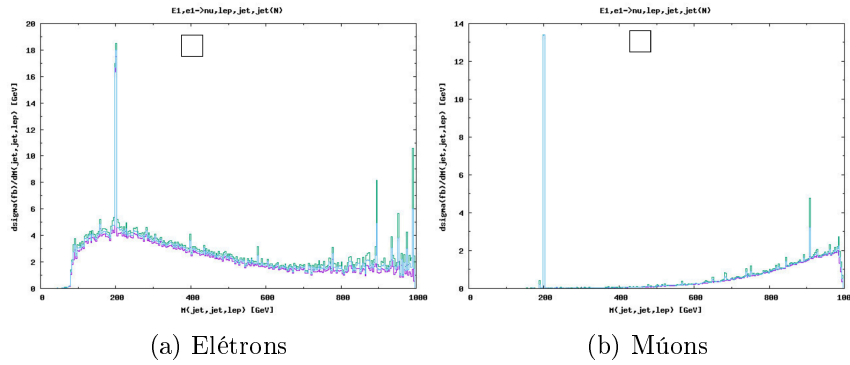 E1,e1->nu,lep,jet,jet(N)
dsigma(fb)/dM(jet,jet,lep) [GeV]
20
18
16
14
12
10
8
6
4
2
0
0 200 400 600 800 1000
M(jet,jet,lep) [GeV]
(a) Elétrons
E1,e1->nu,lep,jet,jet(N)
dsigma(fb)/dM(jet,jet,lep) [GeV]
14
12
10
8
6
4
2
0
0 200 400 600 800 1000
M(jet,jet,lep) [GeV]
(b) Múons